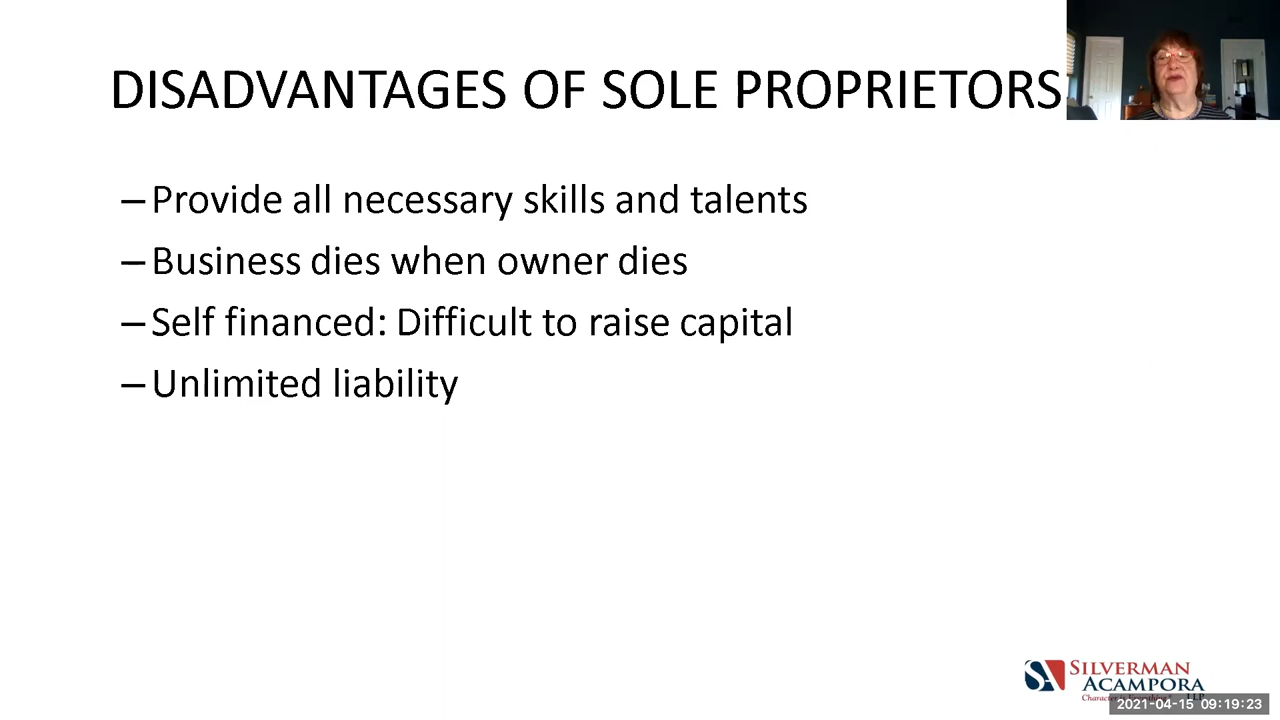 DISADVANTAGES OF SOLE PROPRIETORS
– Provide all necessary skills and talents
– Business dies when owner dies
– Self financed: Difficult to raise capital
– Unlimited liability
SILVERMAN
ACAMPORA
LLP
2021-04-15 09:19:23